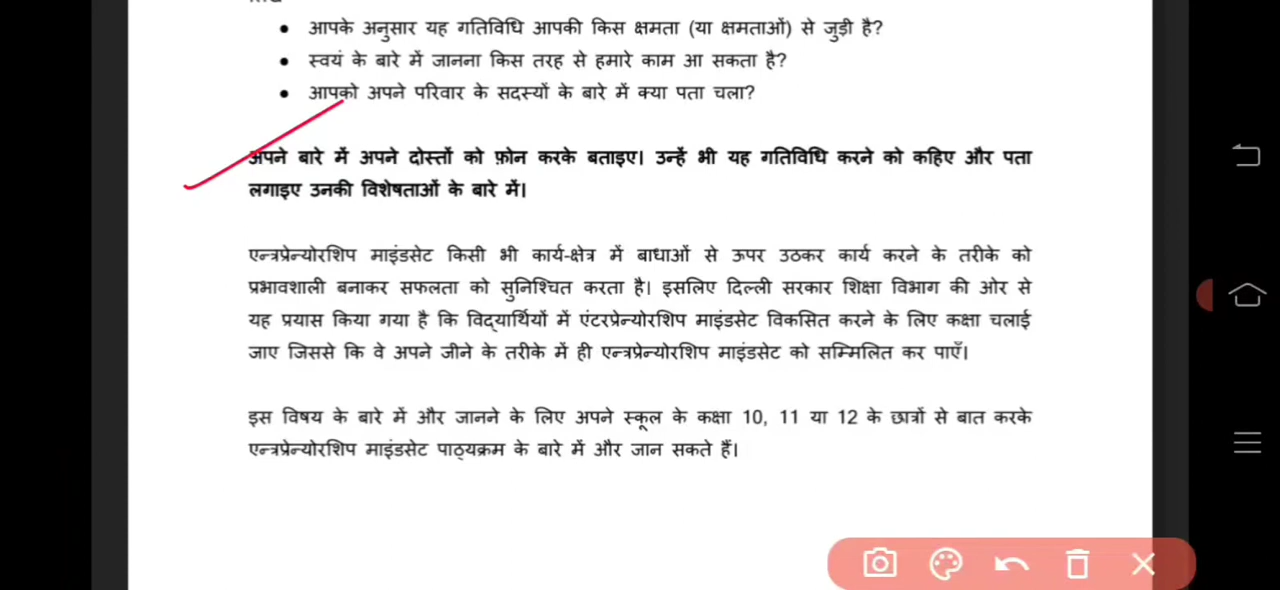 आपके अनुसार यह गतिविधि आपकी किस क्षमता (या क्षमताओं) से जुड़ी है?
स्वयं के बारे में जानना किस तरह से हमारे काम आ सकता है?
आपको अपने परिवार के सदस्यों के बारे में क्या पता चला?
अपने बारे में अपने दोस्तों को फ़ोन करके बताइए। उन्हें भी यह गतिविधि करने को कहिए और पता
लगाइए उनकी विशेषताओं के बारे में।
एन्त्रप्रेन्योरशिप माइंडसेट किसी भी कार्य-क्षेत्र में बाधाओं से ऊपर उठकर कार्य करने के तरीके को
प्रभावशाली बनाकर सफलता को सुनिश्चित करता है। इसलिए दिल्ली सरकार शिक्षा विभाग की ओर से
यह प्रयास किया गया है कि विद्यार्थियों में एंटरप्रेन्योरशिप माइंडसेट विकसित करने के लिए कक्षा चलाई
जाए जिससे कि वे अपने जीने के तरीके में ही एन्त्रप्रेन्योरशिप माइंडसेट को सम्मिलित कर पाएँ।
इस विषय के बारे में और जानने के लिए अपने स्कूल के कक्षा 10, 11 या 12 के छात्रों से बात करके
एन्त्रप्रेन्योरशिप माइंडसेट पाठ्यक्रम के बारे में और जान सकते हैं।